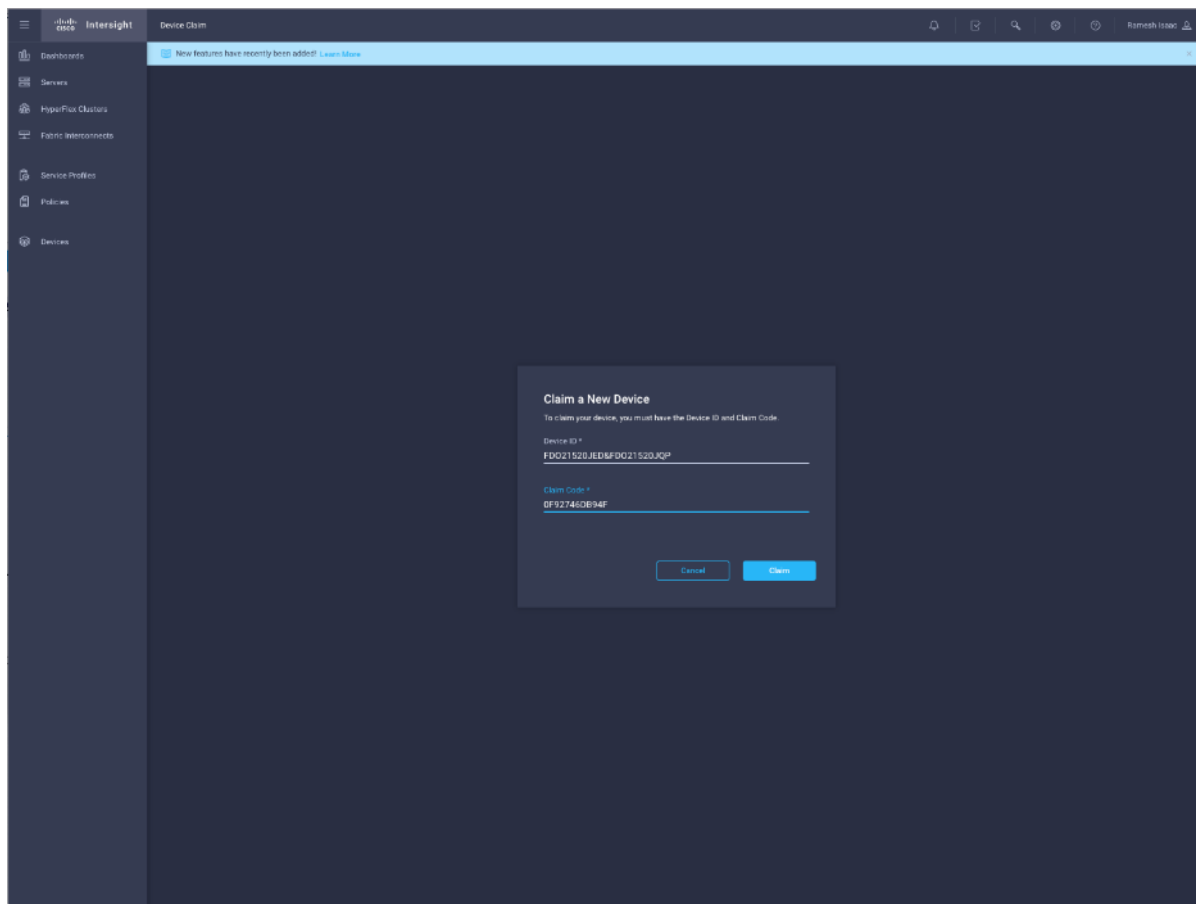 cisco Intersight
Device Claim
Ramesh Isaac
New features have recently been added! Learn More
Dashboards
Servers
HyperFlex Clusters
Fabric Interconnects
Service Profiles
Policies
Devices
Claim a New Device
To claim your device, you must have the Device ID and Claim Code.
Device ID *
FDO21520JED&FDO21520JQP
Claim Code *
0F92746DB94F
Cancel
Claim